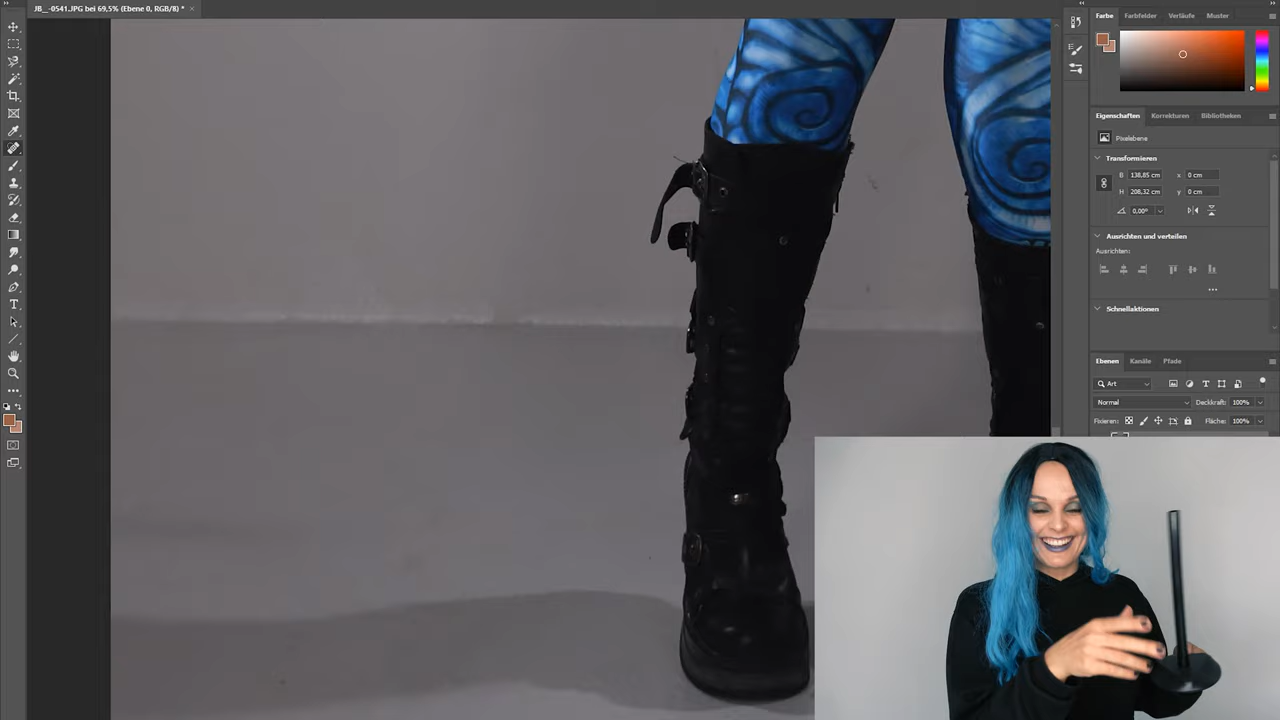 JB_-0541.JPG bei 69,5% (Ebene 0, RGB/8) *
Farbe Farbfelder Verläufe Muster
Eigenschaften Korrekturen Bibliotheken
Pixelebene
Transformieren
B 138,85 cm x 0 cm
H 208,32 cm y 0 cm
0,00°
Ausrichten und verteilen
Ausrichten:
Schnellaktionen
Ebenen Kanäle Pfade
Art
Normal Deckkraft: 100%
Fixieren: Fläche: 100%